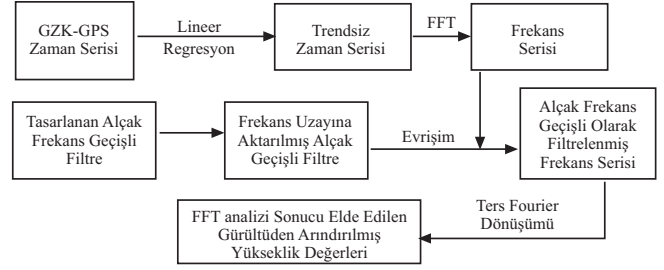 GZK-GPS
Zaman Serisi
Lineer
Regresyon
Trendsiz
Zaman Serisi
FFT
Frekans
Serisi
Tasarlanan Alçak
Frekans Geçişli
Filtre
Frekans Uzayına
Aktarılmış Alçak
Geçişli Filtre
Evrişim
Alçak Frekans
Geçişli Olarak
Filtrelenmiş
Frekans Serisi
Ters Fourier
Dönüşümü
FFT analizi Sonucu Elde Edilen
Gürültüden Arındırılmış
Yükseklik Değerleri